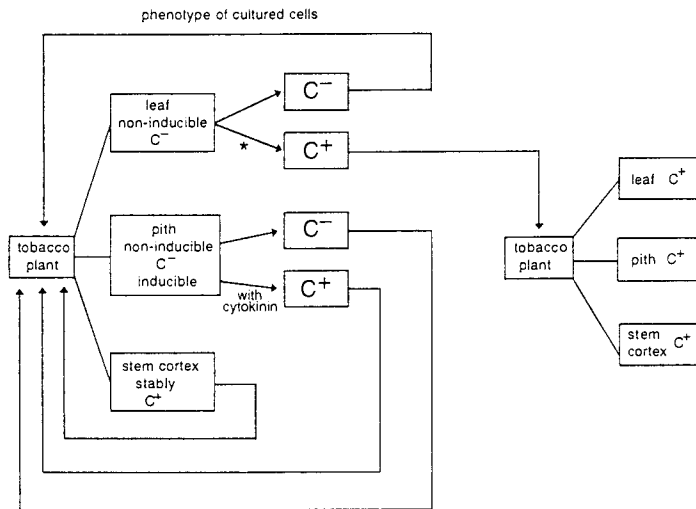 phenotype of cultured cells
leaf
non-inducible
C⁻
*
C⁻
C⁺
tobacco
plant
pith
non-inducible
C⁻
inducible
with
cytokinin
C⁻
C⁺
stem cortex
stably
C⁺
tobacco
plant
leaf C⁺
pith C⁺
stem
cortex C⁺